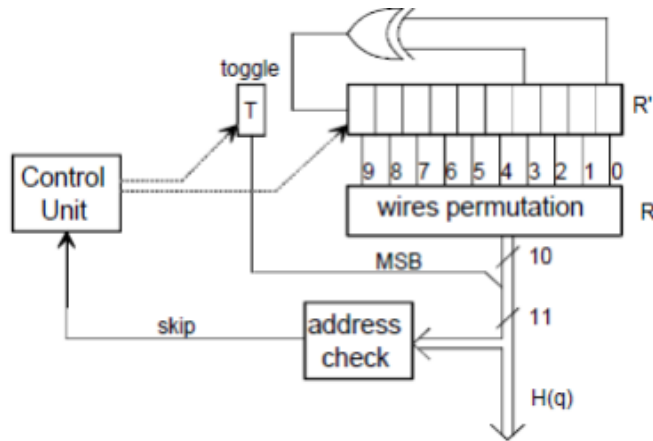 toggle
T
R'
Control
Unit
9 8 7 6 5 4 3 2 1 0
wires permutation
R
MSB
10
skip
address
check
11
H(q)